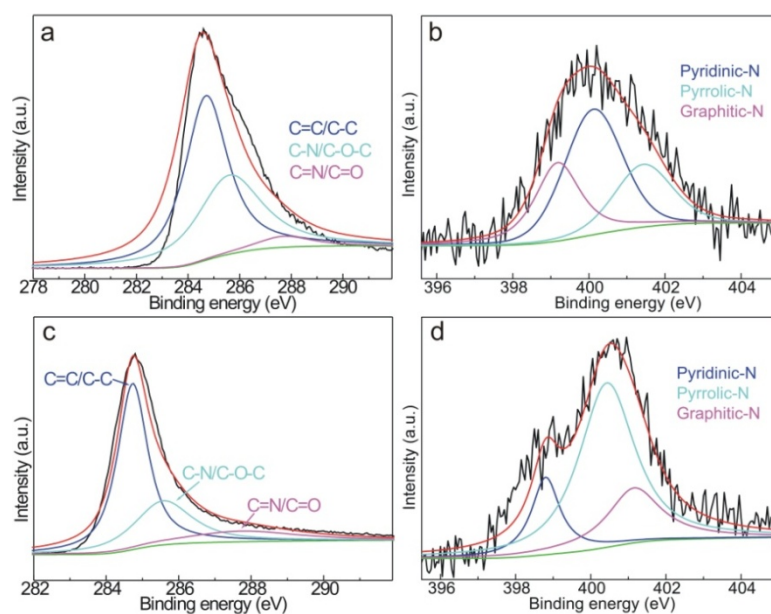 a
C=C/C-C
C-N/C-O-C
C=N/C=O
Intensity (a.u.)
278 280 282 284 286 288 290
Binding energy (eV)
b
Pyridinic-N
Pyrrolic-N
Graphitic-N
Intensity (a.u.)
396 398 400 402 404
Binding energy (eV)
c
C=C/C-C
C-N/C-O-C
C=N/C=O
Intensity (a.u.)
282 284 286 288 290
Binding energy (eV)
d
Pyridinic-N
Pyrrolic-N
Graphitic-N
Intensity (a.u.)
396 398 400 402 404
Binding energy (eV)